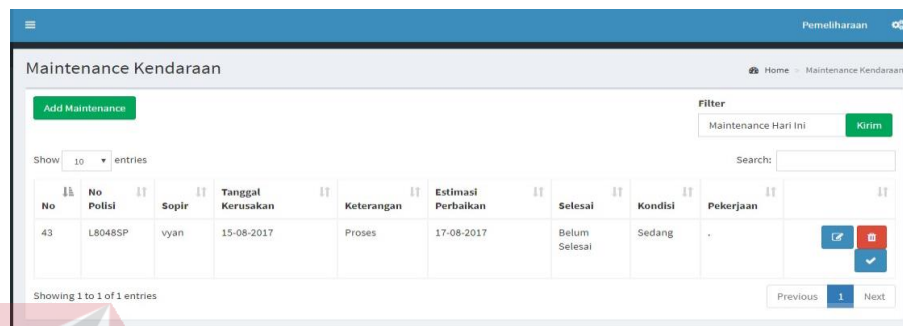 Pemeliharaan
Maintenance Kendaraan
Home > Maintenance Kendaraan
Add Maintenance
Filter
Maintenance Hari Ini Kirim
Show 10 entries Search:
No No Polisi Sopir Tanggal Kerusakan Keterangan Estimasi Perbaikan Selesai Kondisi Pekerjaan
43 L8048SP vyan 15-08-2017 Proses 17-08-2017 Belum Selesai Sedang .
Showing 1 to 1 of 1 entries Previous 1 Next